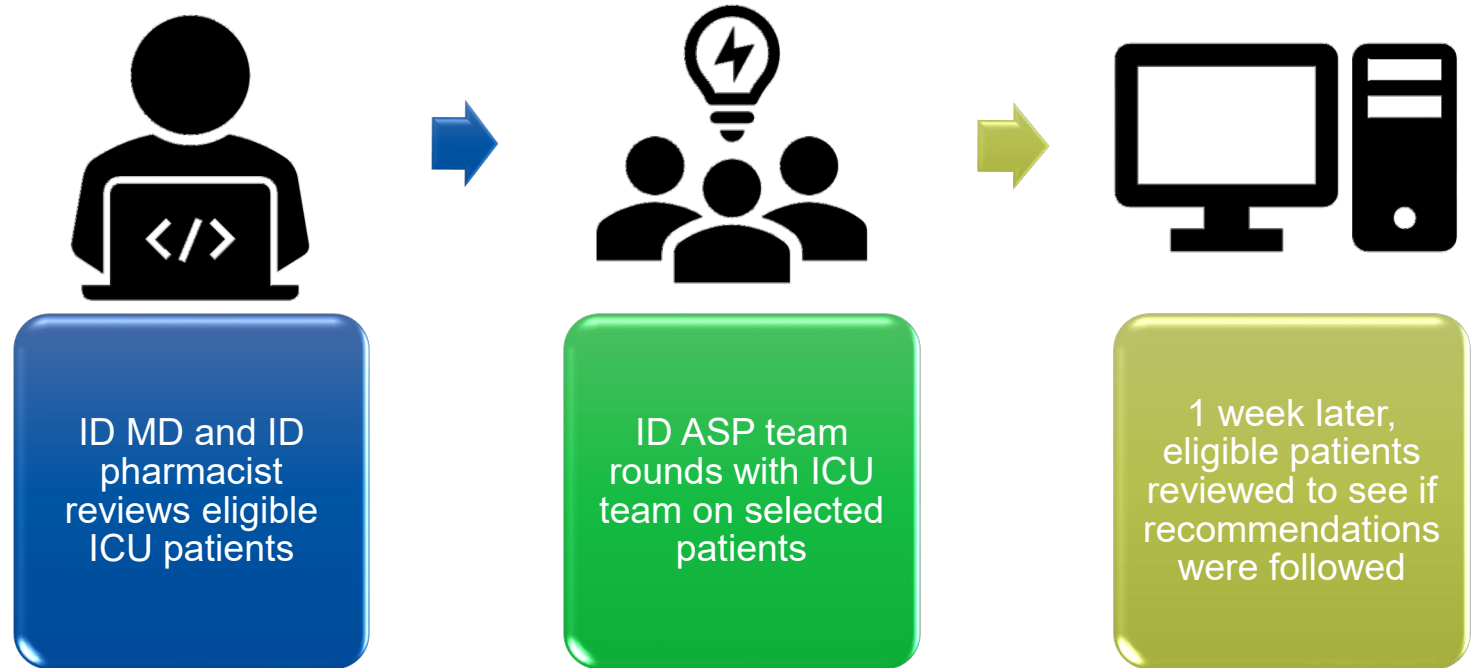 </>
ID MD and ID
pharmacist
reviews eligible
ICU patients
ID ASP team
rounds with ICU
team on selected
patients
1 week later,
eligible patients
reviewed to see if
recommendations
were followed